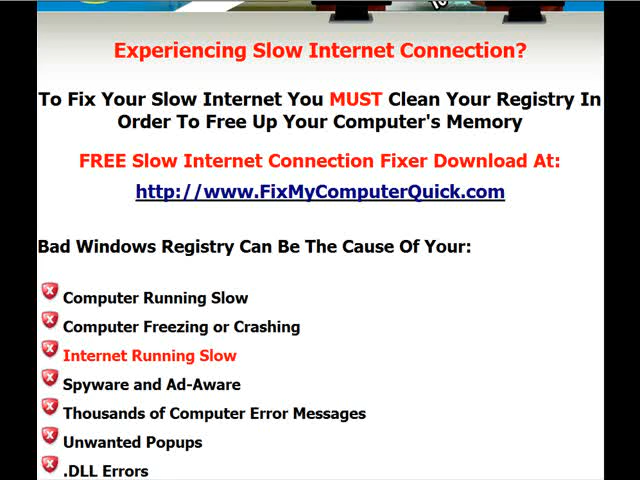 Experiencing Slow Internet Connection?
To Fix Your Slow Internet You MUST Clean Your Registry In
Order To Free Up Your Computer's Memory
FREE Slow Internet Connection Fixer Download At:
http://www.FixMyComputerQuick.com
Bad Windows Registry Can Be The Cause Of Your:
Computer Running Slow
Computer Freezing or Crashing
Internet Running Slow
Spyware and Ad-Aware
Thousands of Computer Error Messages
Unwanted Popups
.DLL Errors